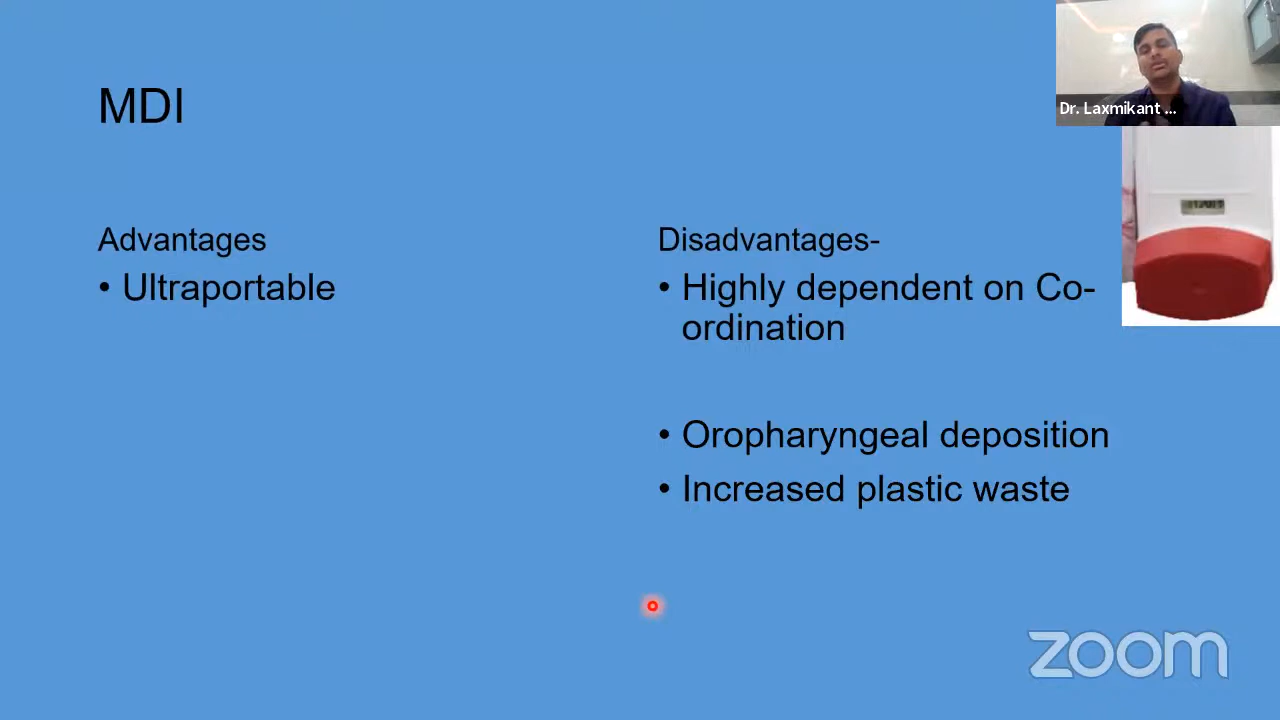 MDI
Dr. Laxmikant ...
Advantages
• Ultraportable
Disadvantages-
• Highly dependent on Co-
ordination
• Oropharyngeal deposition
• Increased plastic waste
zoom